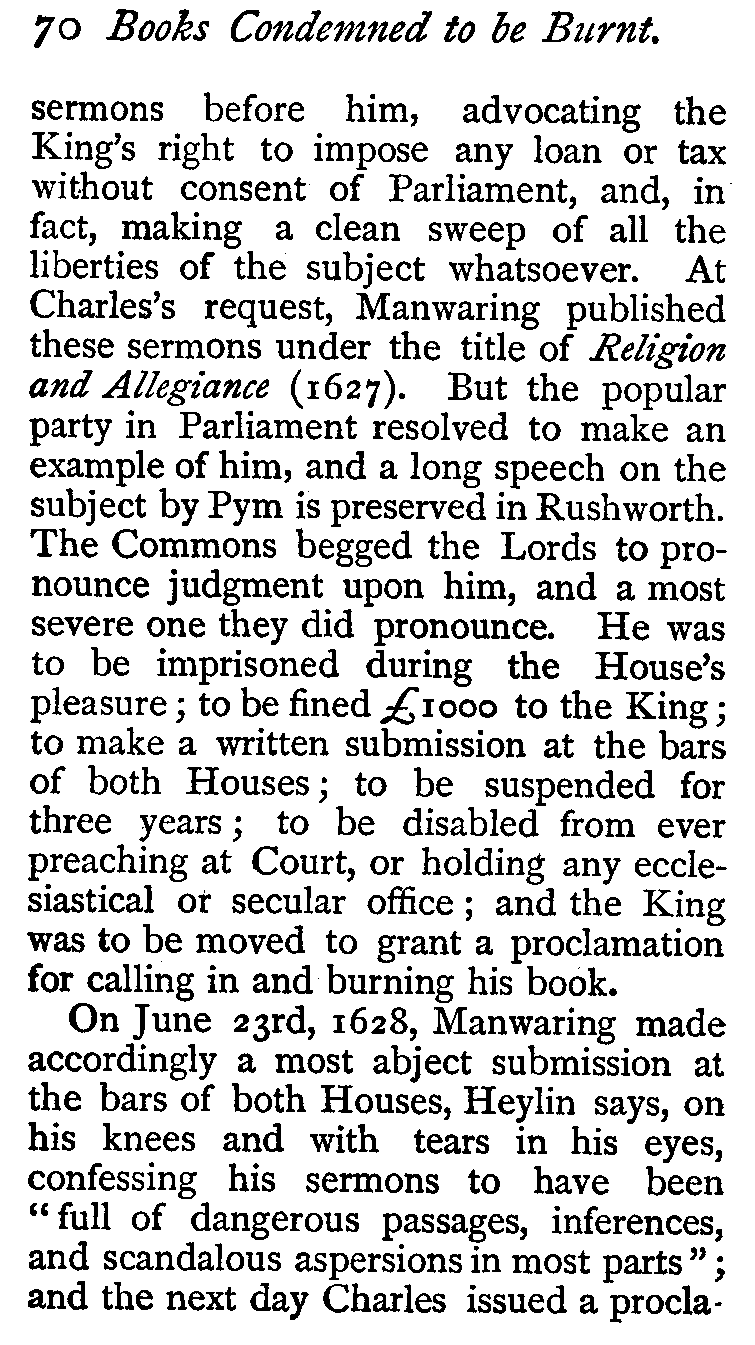 70 Books Condemned to be Burnt.
sermons before him, advocating the
King's right to impose any loan or tax
without consent of Parliament, and, in
fact, making a clean sweep of all the
liberties of the subject whatsoever. At
Charles's request, Manwaring published
these sermons under the title of Religion
and Allegiance (1627). But the popular
party in Parliament resolved to make an
example of him, and a long speech on the
subject by Pym is preserved in Rushworth.
The Commons begged the Lords to pro-
nounce judgment upon him, and a most
severe one they did pronounce. He was
to be imprisoned during the House's
pleasure ; to be fined £1000 to the King ;
to make a written submission at the bars
of both Houses ; to be suspended for
three years ; to be disabled from ever
preaching at Court, or holding any eccle-
siastical or secular office ; and the King
was to be moved to grant a proclamation
for calling in and burning his book.
On June 23rd, 1628, Manwaring made
accordingly a most abject submission at
the bars of both Houses, Heylin says, on
his knees and with tears in his eyes,
confessing his sermons to have been
“ full of dangerous passages, inferences,
and scandalous aspersions in most parts ” ;
and the next day Charles issued a procla-